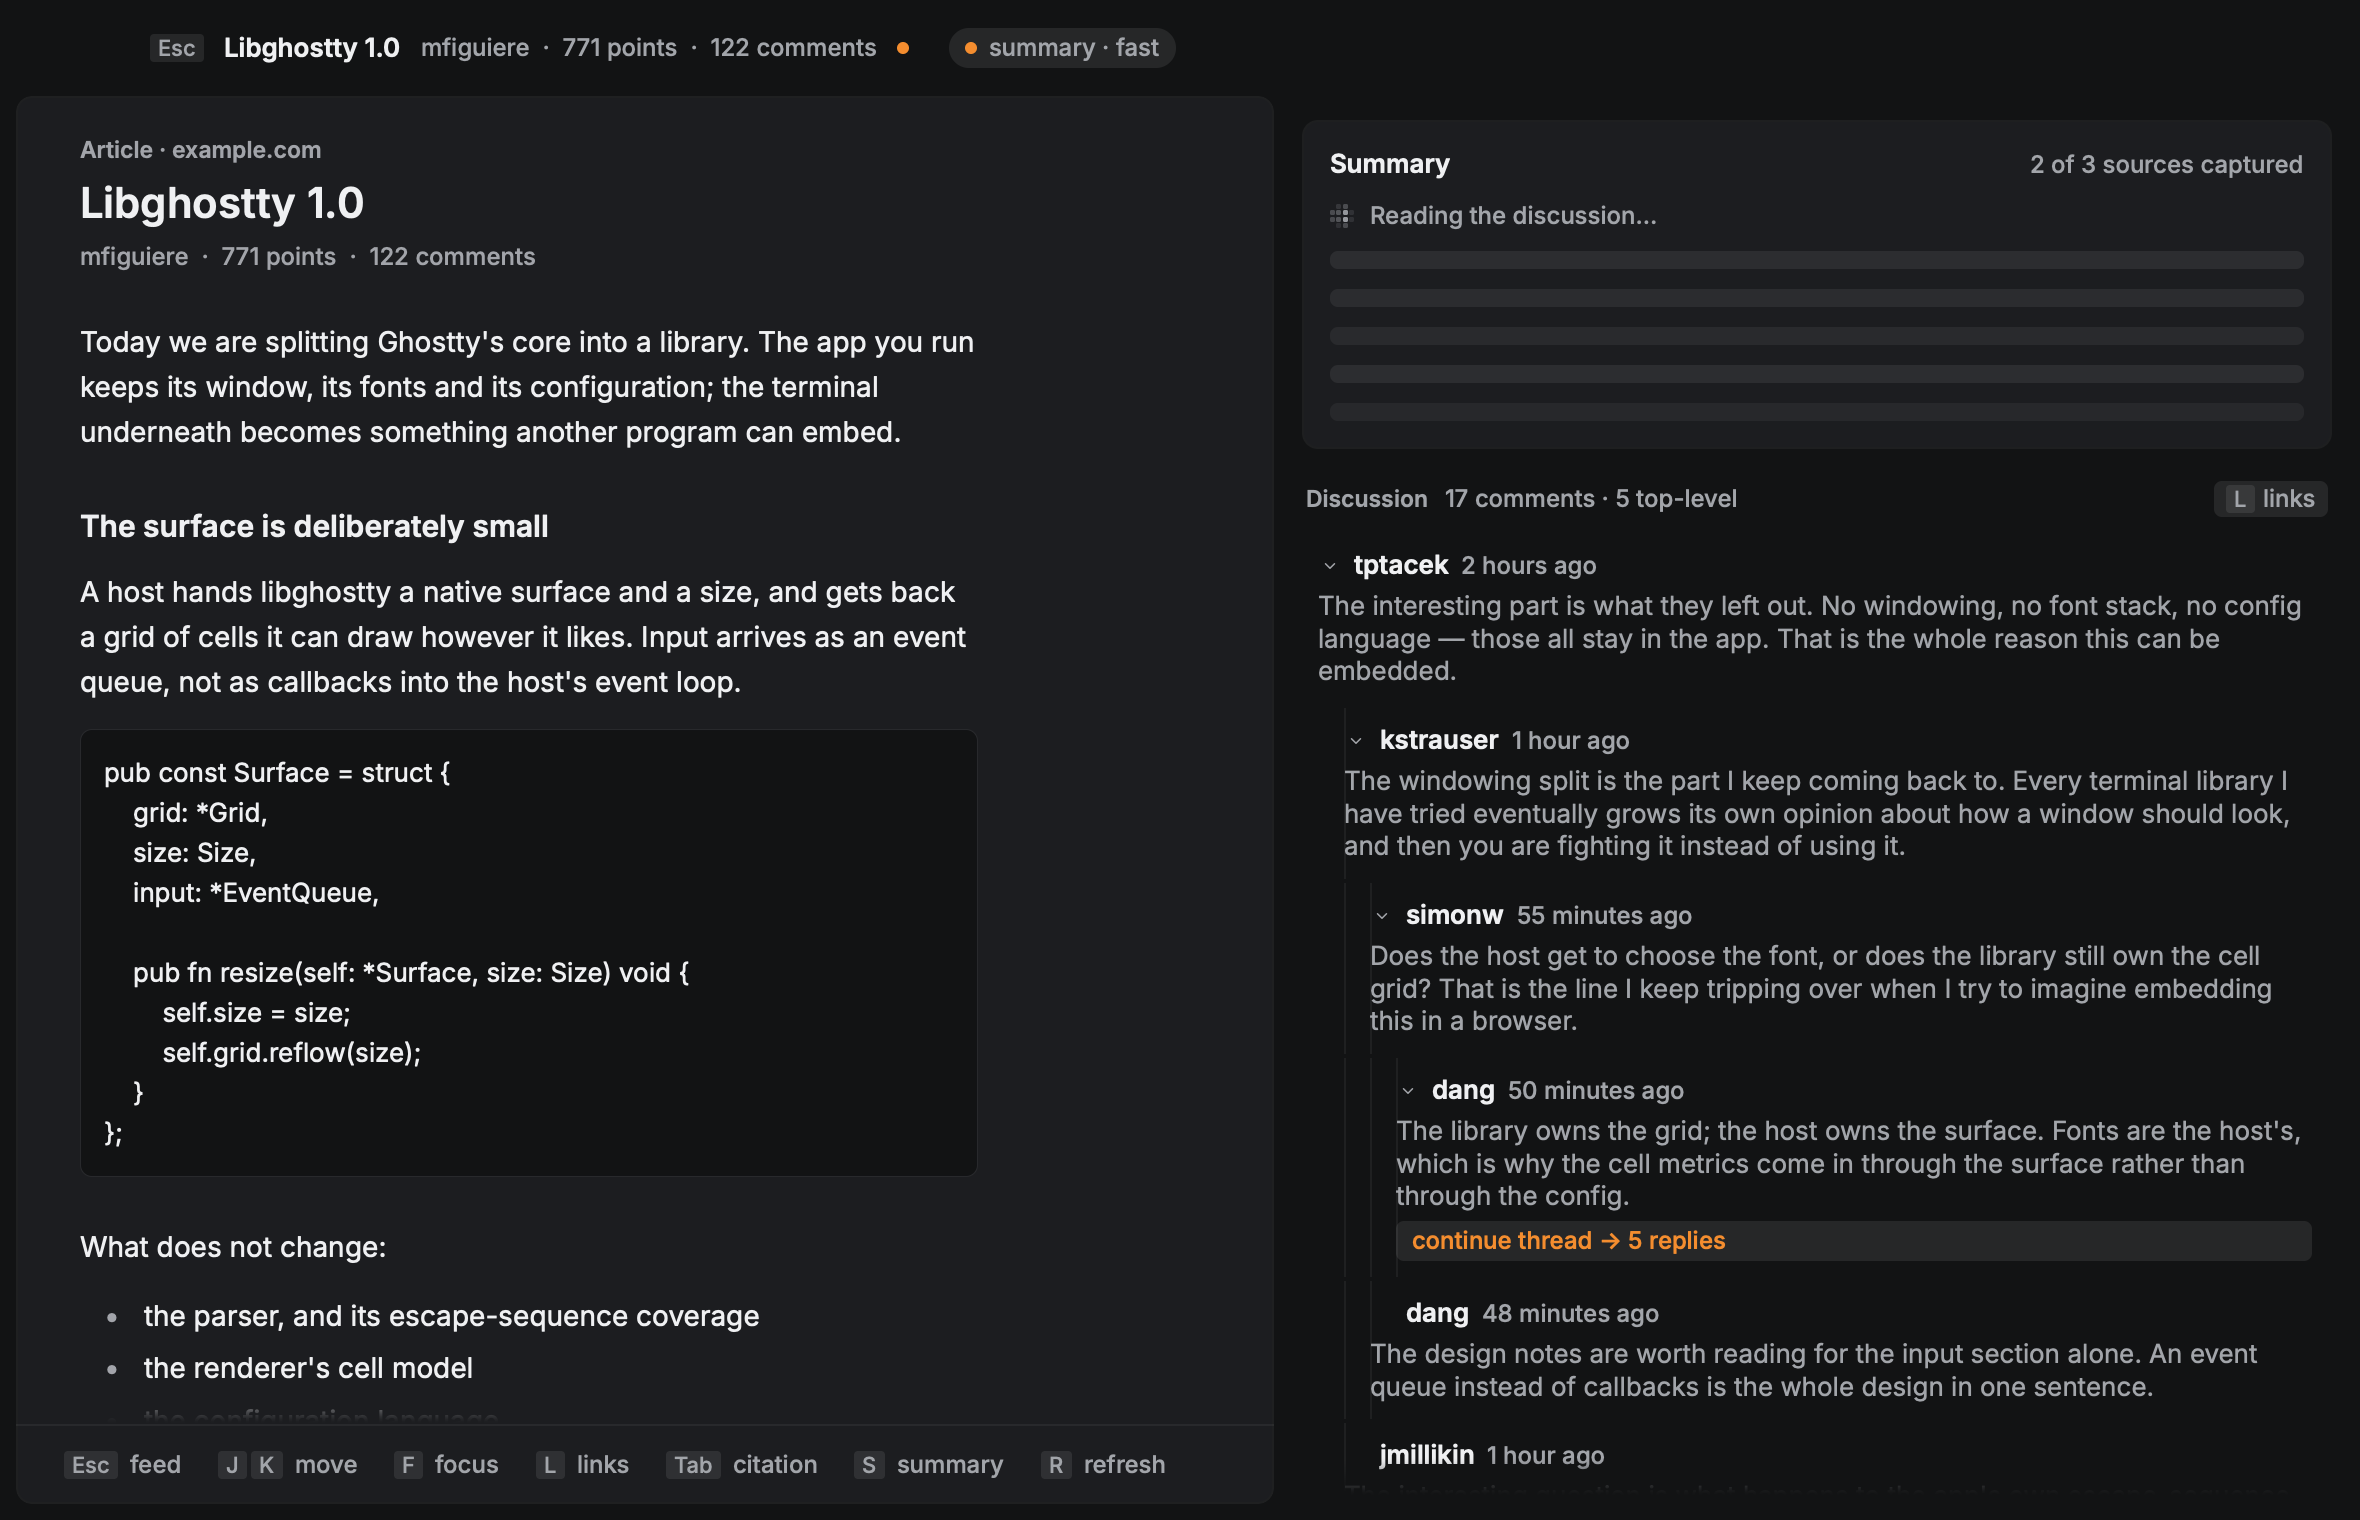 Esc Libghostty 1.0 mfiguiere · 771 points · 122 comments summary · fast
Article · example.com
Libghostty 1.0
mfiguiere · 771 points · 122 comments
Today we are splitting Ghostty's core into a library. The app you run
keeps its window, its fonts and its configuration; the terminal
underneath becomes something another program can embed.
The surface is deliberately small
A host hands libghostty a native surface and a size, and gets back
a grid of cells it can draw however it likes. Input arrives as an event
queue, not as callbacks into the host's event loop.
pub const Surface = struct {
    grid: *Grid,
    size: Size,
    input: *EventQueue,
    pub fn resize(self: *Surface, size: Size) void {
        self.size = size;
        self.grid.reflow(size);
    }
};
What does not change:
• the parser, and its escape-sequence coverage
• the renderer's cell model
• the configuration language
Esc feed J K move F focus L links Tab citation S summary R refresh
Summary 2 of 3 sources captured
Reading the discussion...
Discussion 17 comments · 5 top-level L links
tptacek 2 hours ago
The interesting part is what they left out. No windowing, no font stack, no config
language — those all stay in the app. That is the whole reason this can be
embedded.
kstrauser 1 hour ago
The windowing split is the part I keep coming back to. Every terminal library I
have tried eventually grows its own opinion about how a window should look,
and then you are fighting it instead of using it.
simonw 55 minutes ago
Does the host get to choose the font, or does the library still own the cell
grid? That is the line I keep tripping over when I try to imagine embedding
this in a browser.
dang 50 minutes ago
The library owns the grid; the host owns the surface. Fonts are the host's,
which is why the cell metrics come in through the surface rather than
through the config.
continue thread → 5 replies
dang 48 minutes ago
The design notes are worth reading for the input section alone. An event
queue instead of callbacks is the whole design in one sentence.
jmillikin 1 hour ago